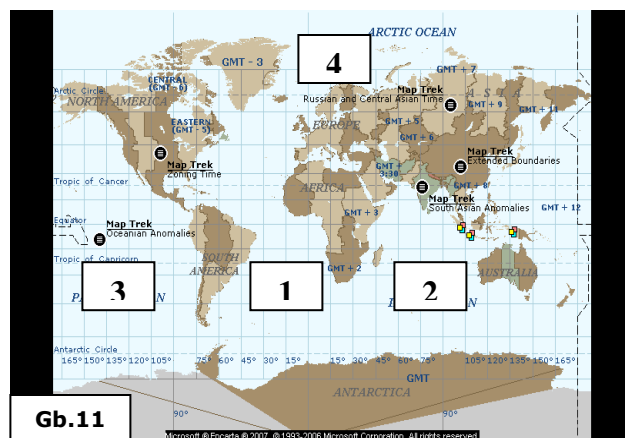 ARCTIC OCEAN
4
GMT - 3
GMT + 7
CENTRAL
(GMT - 6)
Map Trek
Russian and Central Asian Time
Arctic Circle
NORTH AMERICA
A S I A
GMT + 9
GMT + 11
EASTERN
(GMT - 5)
EUROPE
GMT + 5
GMT + 6
Map Trek
Zoning Time
Map Trek
Extended Boundaries
GMT +
3:30
Tropic of Cancer
AFRICA
GMT + 8
Map Trek
South Asian Anomalies
GMT + 3
GMT + 12
Equator
Map Trek
Oceanian Anomalies
SOUTH
AMERICA
Tropic of Capricorn
GMT + 2
AUSTRALIA
3
1
2
Antarctic Circle
165° 150° 135° 120° 105° 75° 60° 45° 30° 15° 15° 30° 45° 60° 75° 105° 120° 135° 150° 165°
GMT
ANTARCTICA
90°
90°
Gb.11
Microsoft ® Encarta ® 2007. © 1993-2006 Microsoft Corporation. All rights reserved.